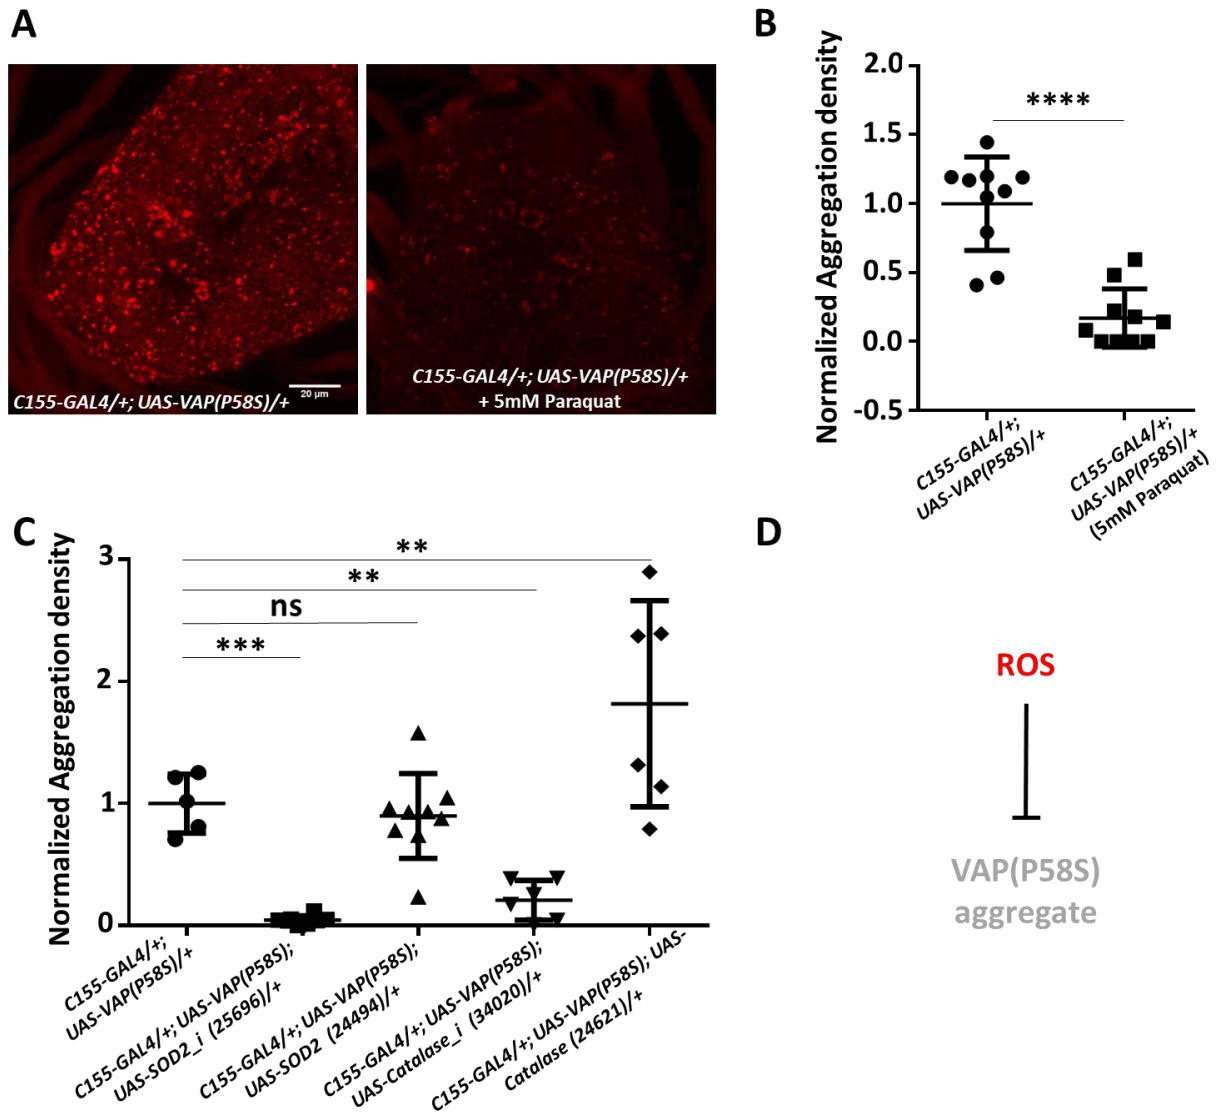 A
C155-GAL4/+; UAS-VAP(P58S)/+
20 µm
C155-GAL4/+; UAS-VAP(P58S)/+
+ 5mM Paraquat
B
Normalized Aggregation density
2.0
1.5
1.0
0.5
0.0
-0.5
****
C155-GAL4/+;
UAS-VAP(P58S)/+
C155-GAL4/+;
UAS-VAP(P58S)/+
(5mM Paraquat)
C
Normalized Aggregation density
3
2
1
0
**
**
ns
***
C155-GAL4/+;
UAS-VAP(P58S)/+
C155-GAL4/+; UAS-VAP(P58S);
UAS-SOD2_i (25696)/+
C155-GAL4/+; UAS-VAP(P58S);
UAS-SOD2 (24494)/+
C155-GAL4/+; UAS-VAP(P58S);
UAS-Catalase_i (34020)/+
C155-GAL4/+; UAS-VAP(P58S); UAS-
Catalase (24621)/+
D
ROS
VAP(P58S)
aggregate